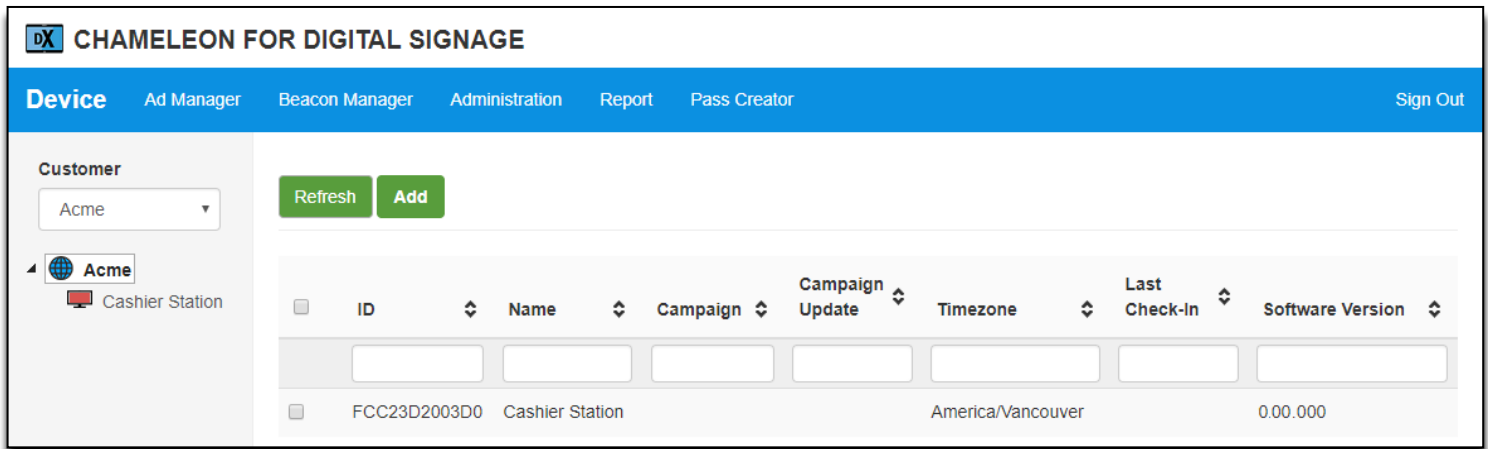 DX CHAMELEON FOR DIGITAL SIGNAGE
Device Ad Manager Beacon Manager Administration Report Pass Creator Sign Out
Customer
Acme
Refresh Add
Acme
Cashier Station
ID Name Campaign Campaign Update Timezone Last Check-In Software Version
FCC23D2003D0 Cashier Station America/Vancouver 0.00.000